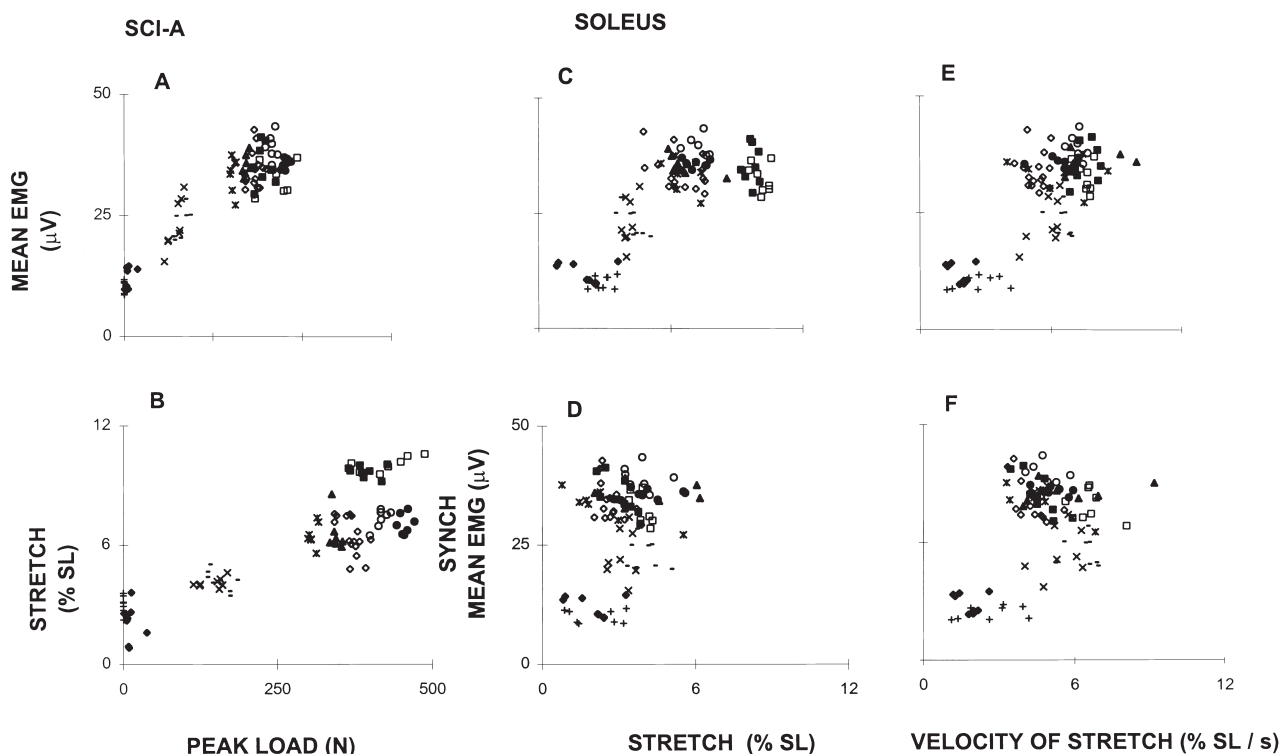 SCI-A
SOLEUS
A
C
E
50
25
0
MEAN EMG
(µV)
B
D
F
12
6
0
STRETCH
(% SL)
50
25
0
SYNCH
MEAN EMG (µV)
0 250 500
0 6 12
0 6 12
PEAK LOAD (N)
STRETCH (% SL)
VELOCITY OF STRETCH (% SL / s)